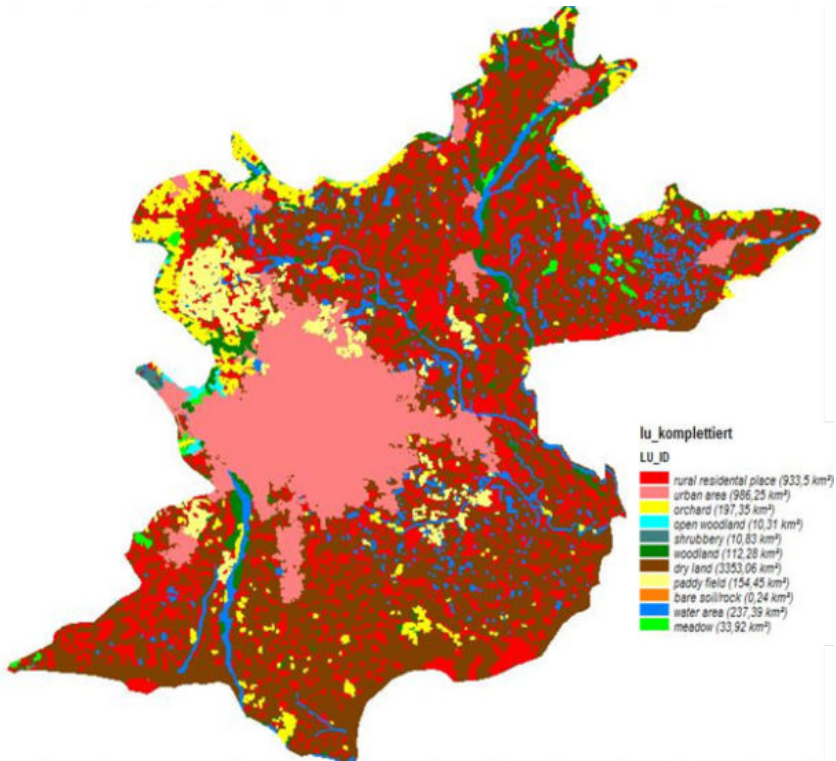 lu_komplettiert
LU_ID
rural residental place (933,5 km²)
urban area (986,25 km²)
orchard (197,35 km²)
open woodland (10,31 km²)
shrubbery (10,83 km²)
woodland (112,28 km²)
dry land (3353,06 km²)
paddy field (154,45 km²)
bare soil/rock (0,24 km²)
water area (237,39 km²)
meadow (33,92 km²)